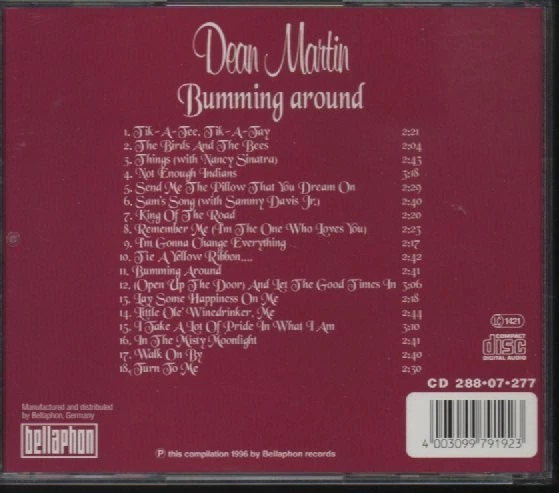 Dean Martin
Bumming around
1. Tik-A-Tee, Tik-A-Tay 2:21
2. The Birds And The Bees 2:04
3. Things (with Nancy Sinatra) 2:43
4. Not Enough Indians 3:18
5. Send Me The Pillow That You Dream On 2:29
6. Sam's Song (with Sammy Davis Jr.) 2:40
7. King Of The Road 2:20
8. Remember Me (I'm The One Who Loves You) 2:23
9. I'm Gonna Change Everything 2:17
10. Tie A Yellow Ribbon.... 2:42
11. Bumming Around 2:41
12. (Open Up The Door) And Let The Good Times In 3:06
13. Lay Some Happiness On Me 2:18
14. Little Ole' Winedrinker, Me 2:44
15. I Take A Lot Of Pride In What I Am 3:10
16. In The Misty Moonlight 2:41
17. Walk On By 2:40
18. Turn To Me 2:30
LC 1421
COMPACT
disc
DIGITAL AUDIO
CD 288•07•277
Manufactured and distributed
by Bellaphon, Germany
bellaphon
4 003099 791923
Ⓟ this compilation 1996 by Bellaphon records